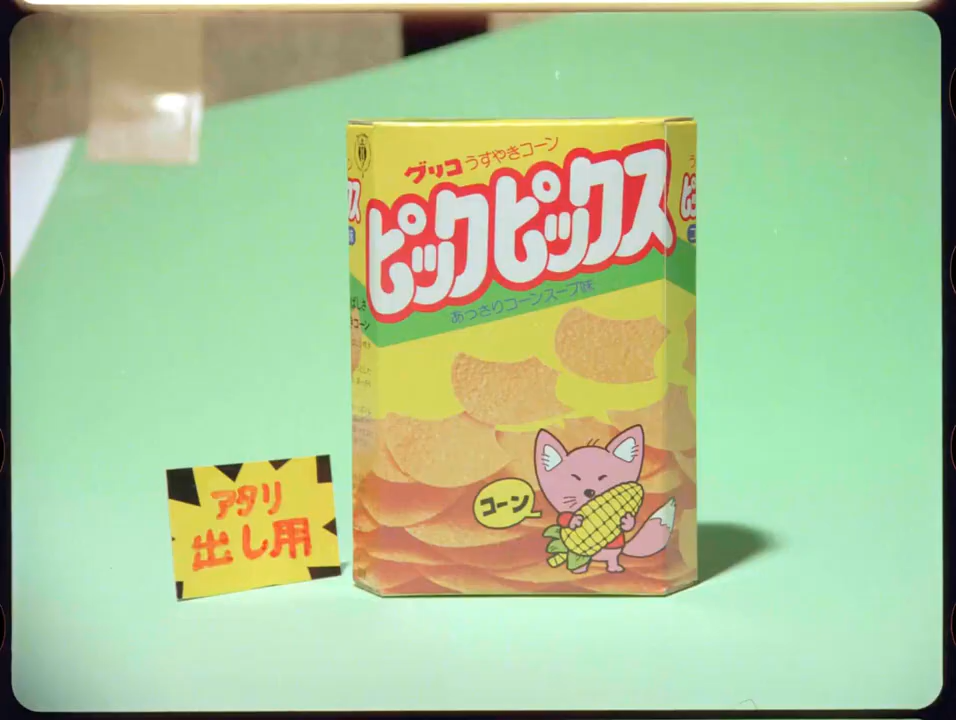 グリコうすやきコーン
ピックピックス
あっさりコーンスープ味
コーン
アタリ
出し用